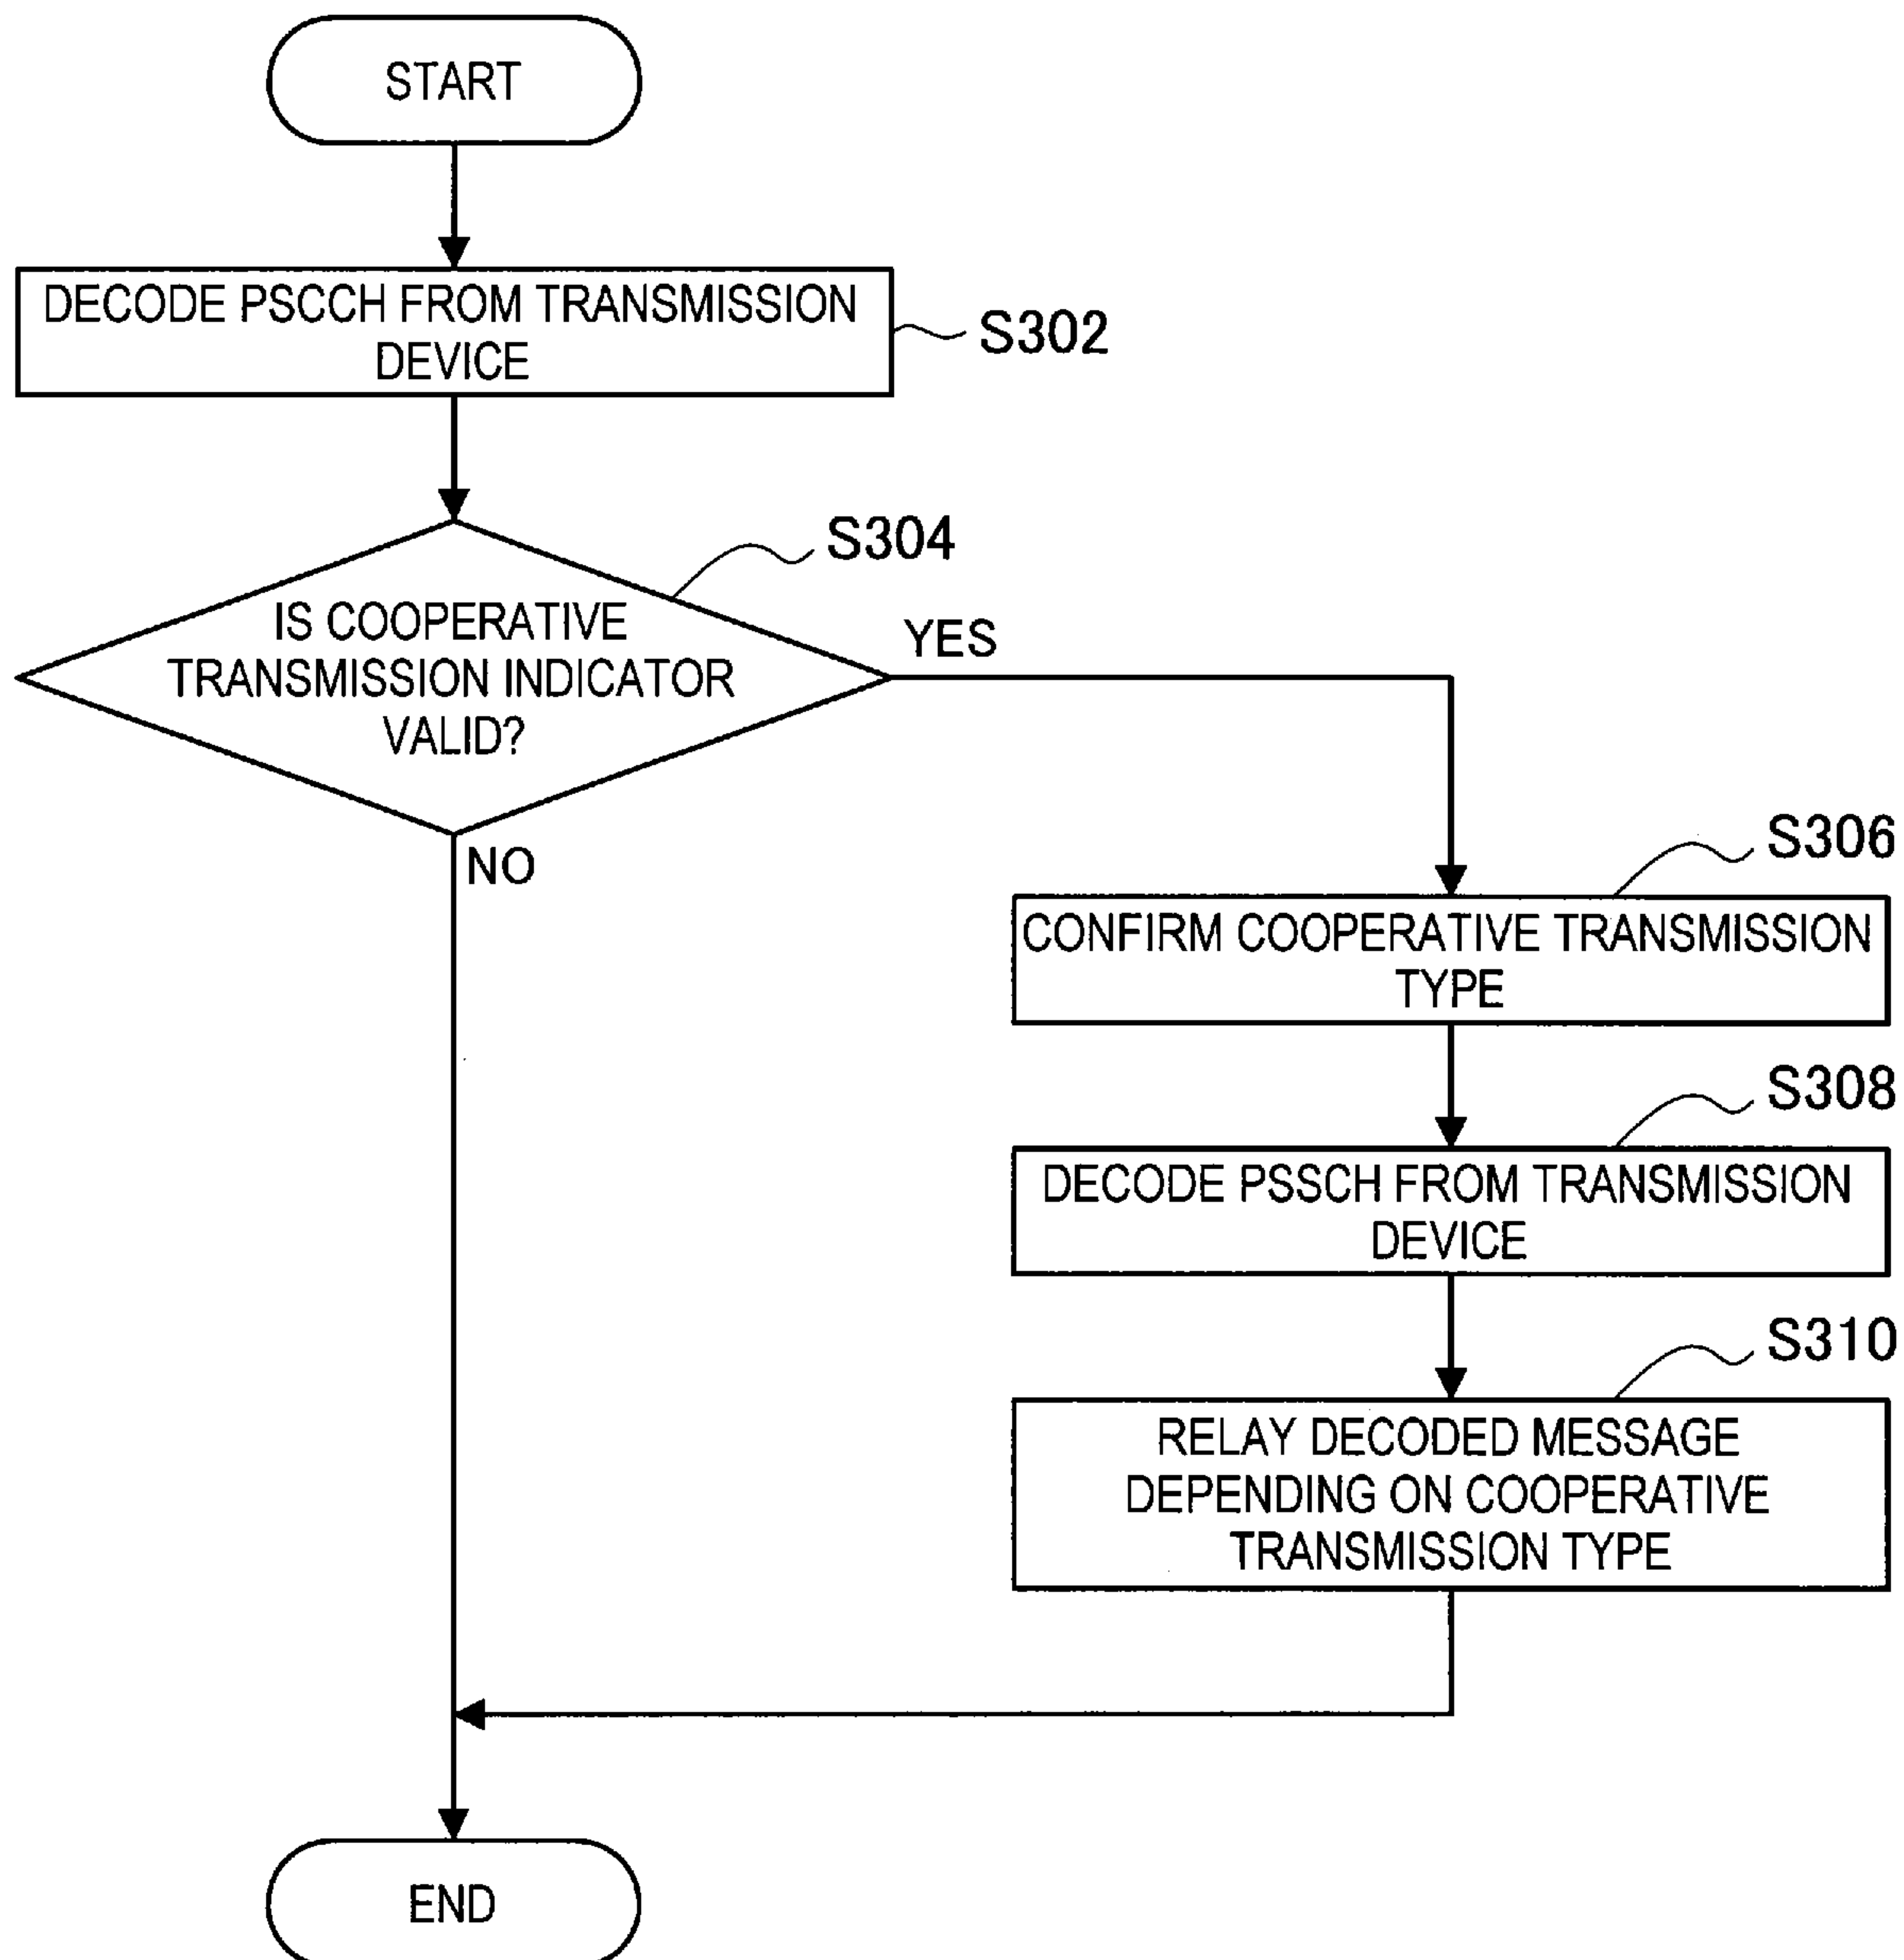 START
DECODE PSCCH FROM TRANSMISSION
DEVICE
S302
S304
IS COOPERATIVE
TRANSMISSION INDICATOR
VALID?
YES
NO
S306
CONFIRM COOPERATIVE TRANSMISSION
TYPE
S308
DECODE PSSCH FROM TRANSMISSION
DEVICE
S310
RELAY DECODED MESSAGE
DEPENDING ON COOPERATIVE
TRANSMISSION TYPE
END